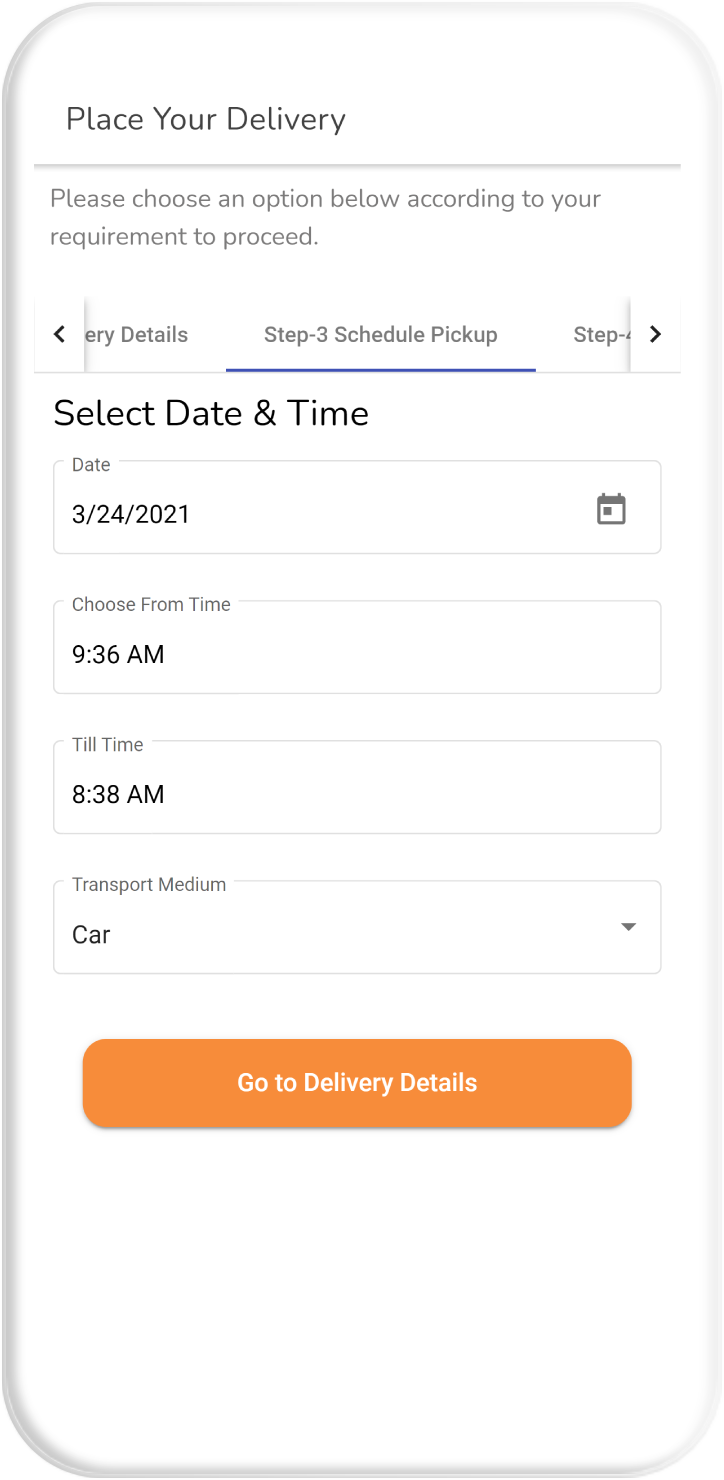 Place Your Delivery
Please choose an option below according to your
requirement to proceed.
ery Details Step-3 Schedule Pickup Step-4
Select Date & Time
Date
3/24/2021
Choose From Time
9:36 AM
Till Time
8:38 AM
Transport Medium
Car
Go to Delivery Details